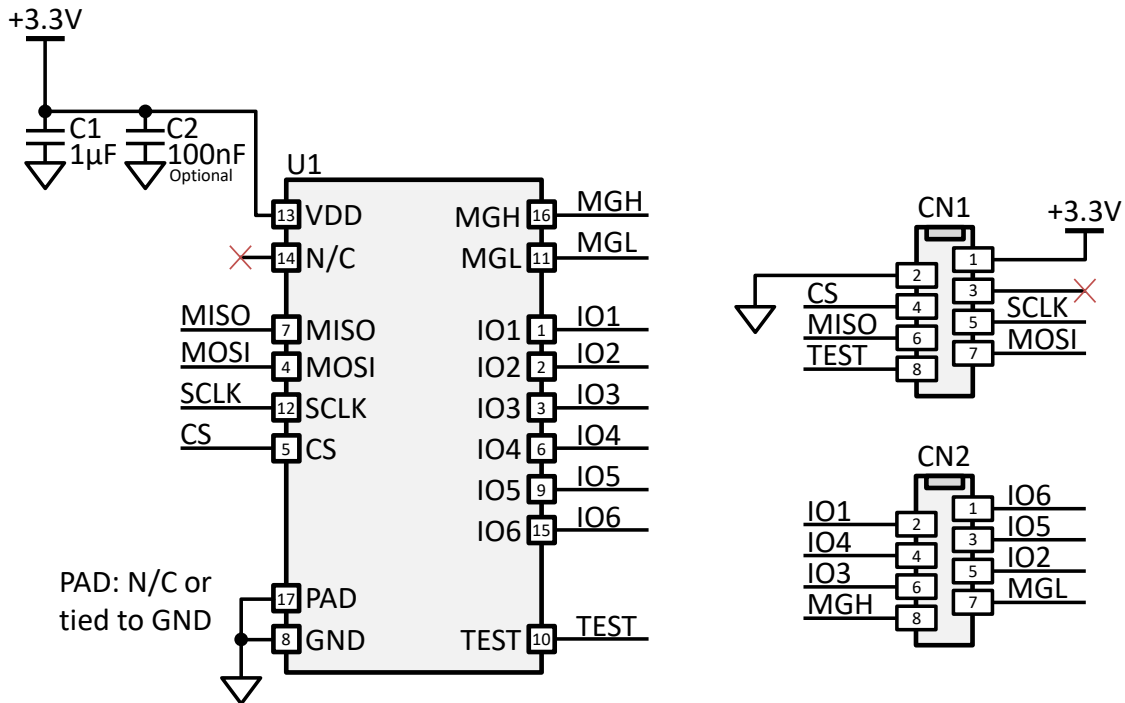 +3.3V
C1
1µF
C2
100nF
Optional
U1
13 VDD MGH 16 MGH
14 N/C MGL 11 MGL
MISO 7 MISO IO1 1 IO1
MOSI 4 MOSI IO2 2 IO2
SCLK 12 SCLK IO3 3 IO3
CS 5 CS IO4 6 IO4
IO5 9 IO5
IO6 15 IO6
PAD: N/C or
tied to GND
17 PAD
8 GND TEST 10 TEST
CN1
+3.3V
1
2
3
CS 4
5 SCLK
MISO 6
7 MOSI
TEST 8
CN2
1 IO6
IO1 2
3 IO5
IO4 4
5 IO2
IO3 6
7 MGL
MGH 8